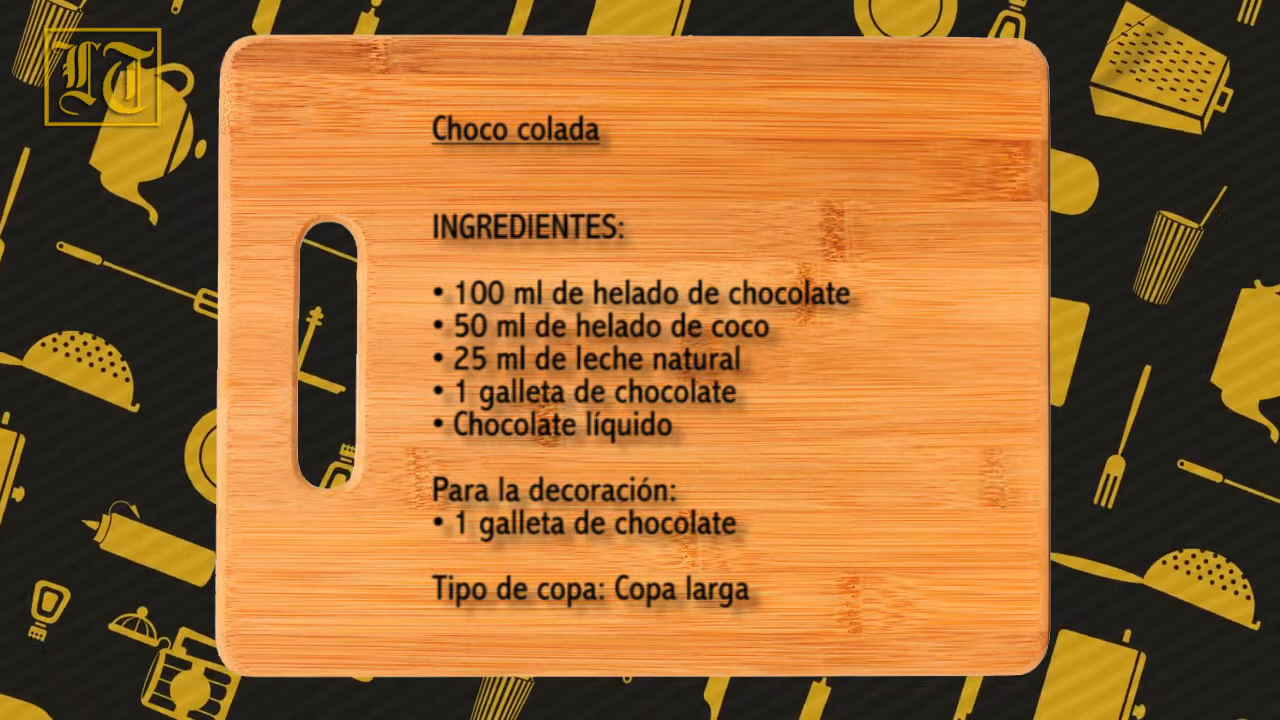 LT
Choco colada
INGREDIENTES:
• 100 ml de helado de chocolate
• 50 ml de helado de coco
• 25 ml de leche natural
• 1 galleta de chocolate
• Chocolate líquido
Para la decoración:
• 1 galleta de chocolate
Tipo de copa: Copa larga